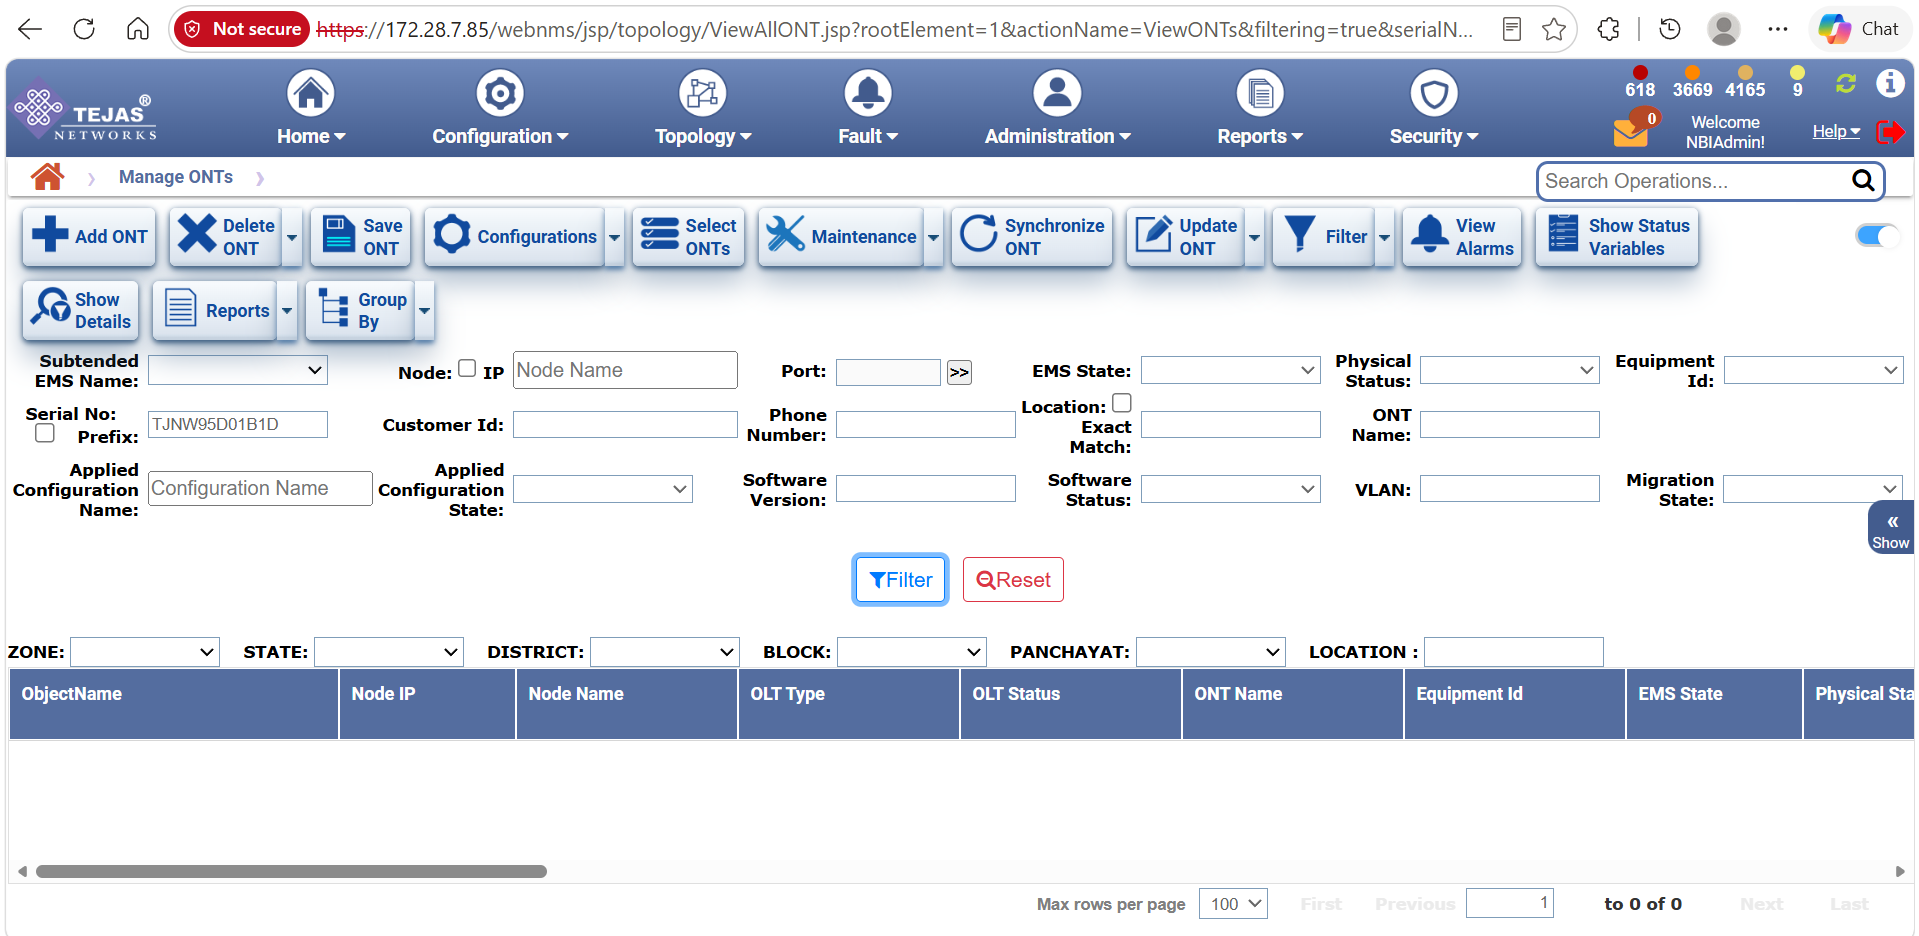 Not secure https://172.28.7.85/webnms/jsp/topology/ViewAllONT.jsp?rootElement=1&actionName=ViewONTs&filtering=true&serialN... Chat
TEJAS®
NETWORKS
Home Configuration Topology Fault Administration Reports Security
618 3669 4165 9
0
Welcome
NBIAdmin!
Help
Manage ONTs
Search Operations...
Add ONT
Delete
ONT
Save
ONT
Configurations
Select
ONTs
Maintenance
Synchronize
ONT
Update
ONT
Filter
View
Alarms
Show Status
Variables
Show
Details
Reports
Group
By
Subtended
EMS Name:
Node: IP Node Name
Port: >>
EMS State:
Physical
Status:
Equipment
Id:
Serial No:
Prefix: TJNW95D01B1D
Customer Id:
Phone
Number:
Location:
Exact
Match:
ONT
Name:
Applied
Configuration
Name:
Configuration Name
Applied
Configuration
State:
Software
Version:
Software
Status:
VLAN:
Migration
State:
«
Show
Filter Reset
ZONE: STATE: DISTRICT: BLOCK: PANCHAYAT: LOCATION :
ObjectName Node IP Node Name OLT Type OLT Status ONT Name Equipment Id EMS State Physical Sta
Max rows per page 100 First Previous 1 to 0 of 0 Next Last